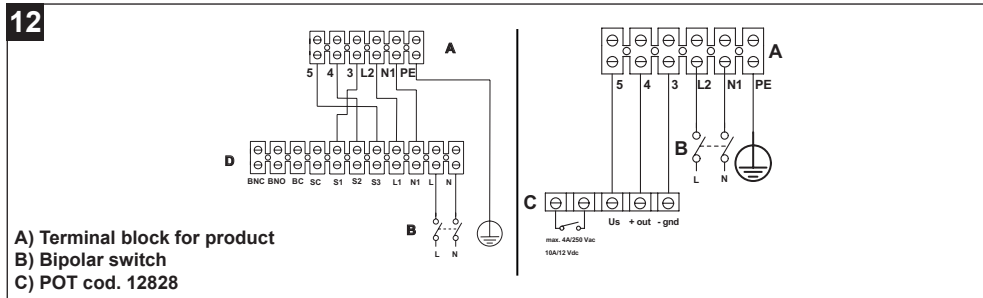 12
A
5 4 3 L2 N1 PE
D
BNC BNO BC SC S1 S2 S3 L1 N1 L N
B
L N
A
5 4 3 L2 N1 PE
B
L N
C
Us + out - gnd
max. 4A/250 Vac
10A/12 Vdc
A) Terminal block for product
B) Bipolar switch
C) POT cod. 12828